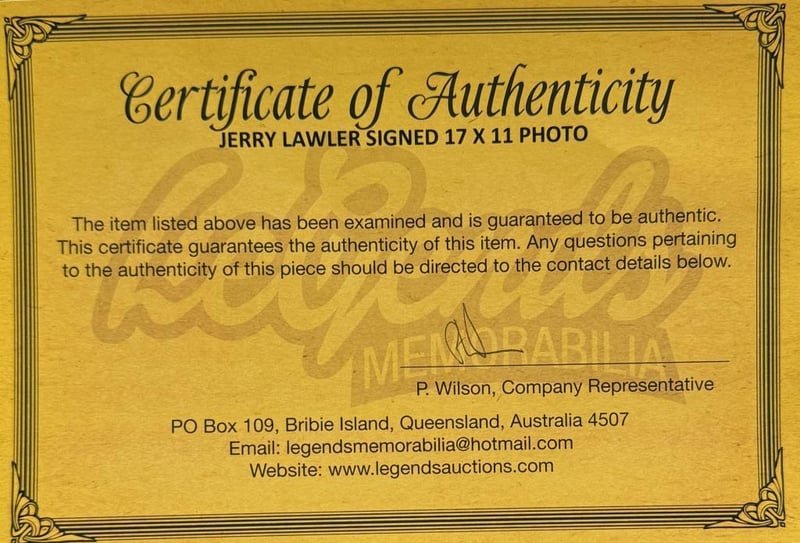 Certificate of Authenticity
JERRY LAWLER SIGNED 17 X 11 PHOTO
Legends
MEMORABILIA
The item listed above has been examined and is guaranteed to be authentic.
This certificate guarantees the authenticity of this item. Any questions pertaining
to the authenticity of this piece should be directed to the contact details below.
P. Wilson, Company Representative
PO Box 109, Bribie Island, Queensland, Australia 4507
Email: legendsmemorabilia@hotmail.com
Website: www.legendsauctions.com